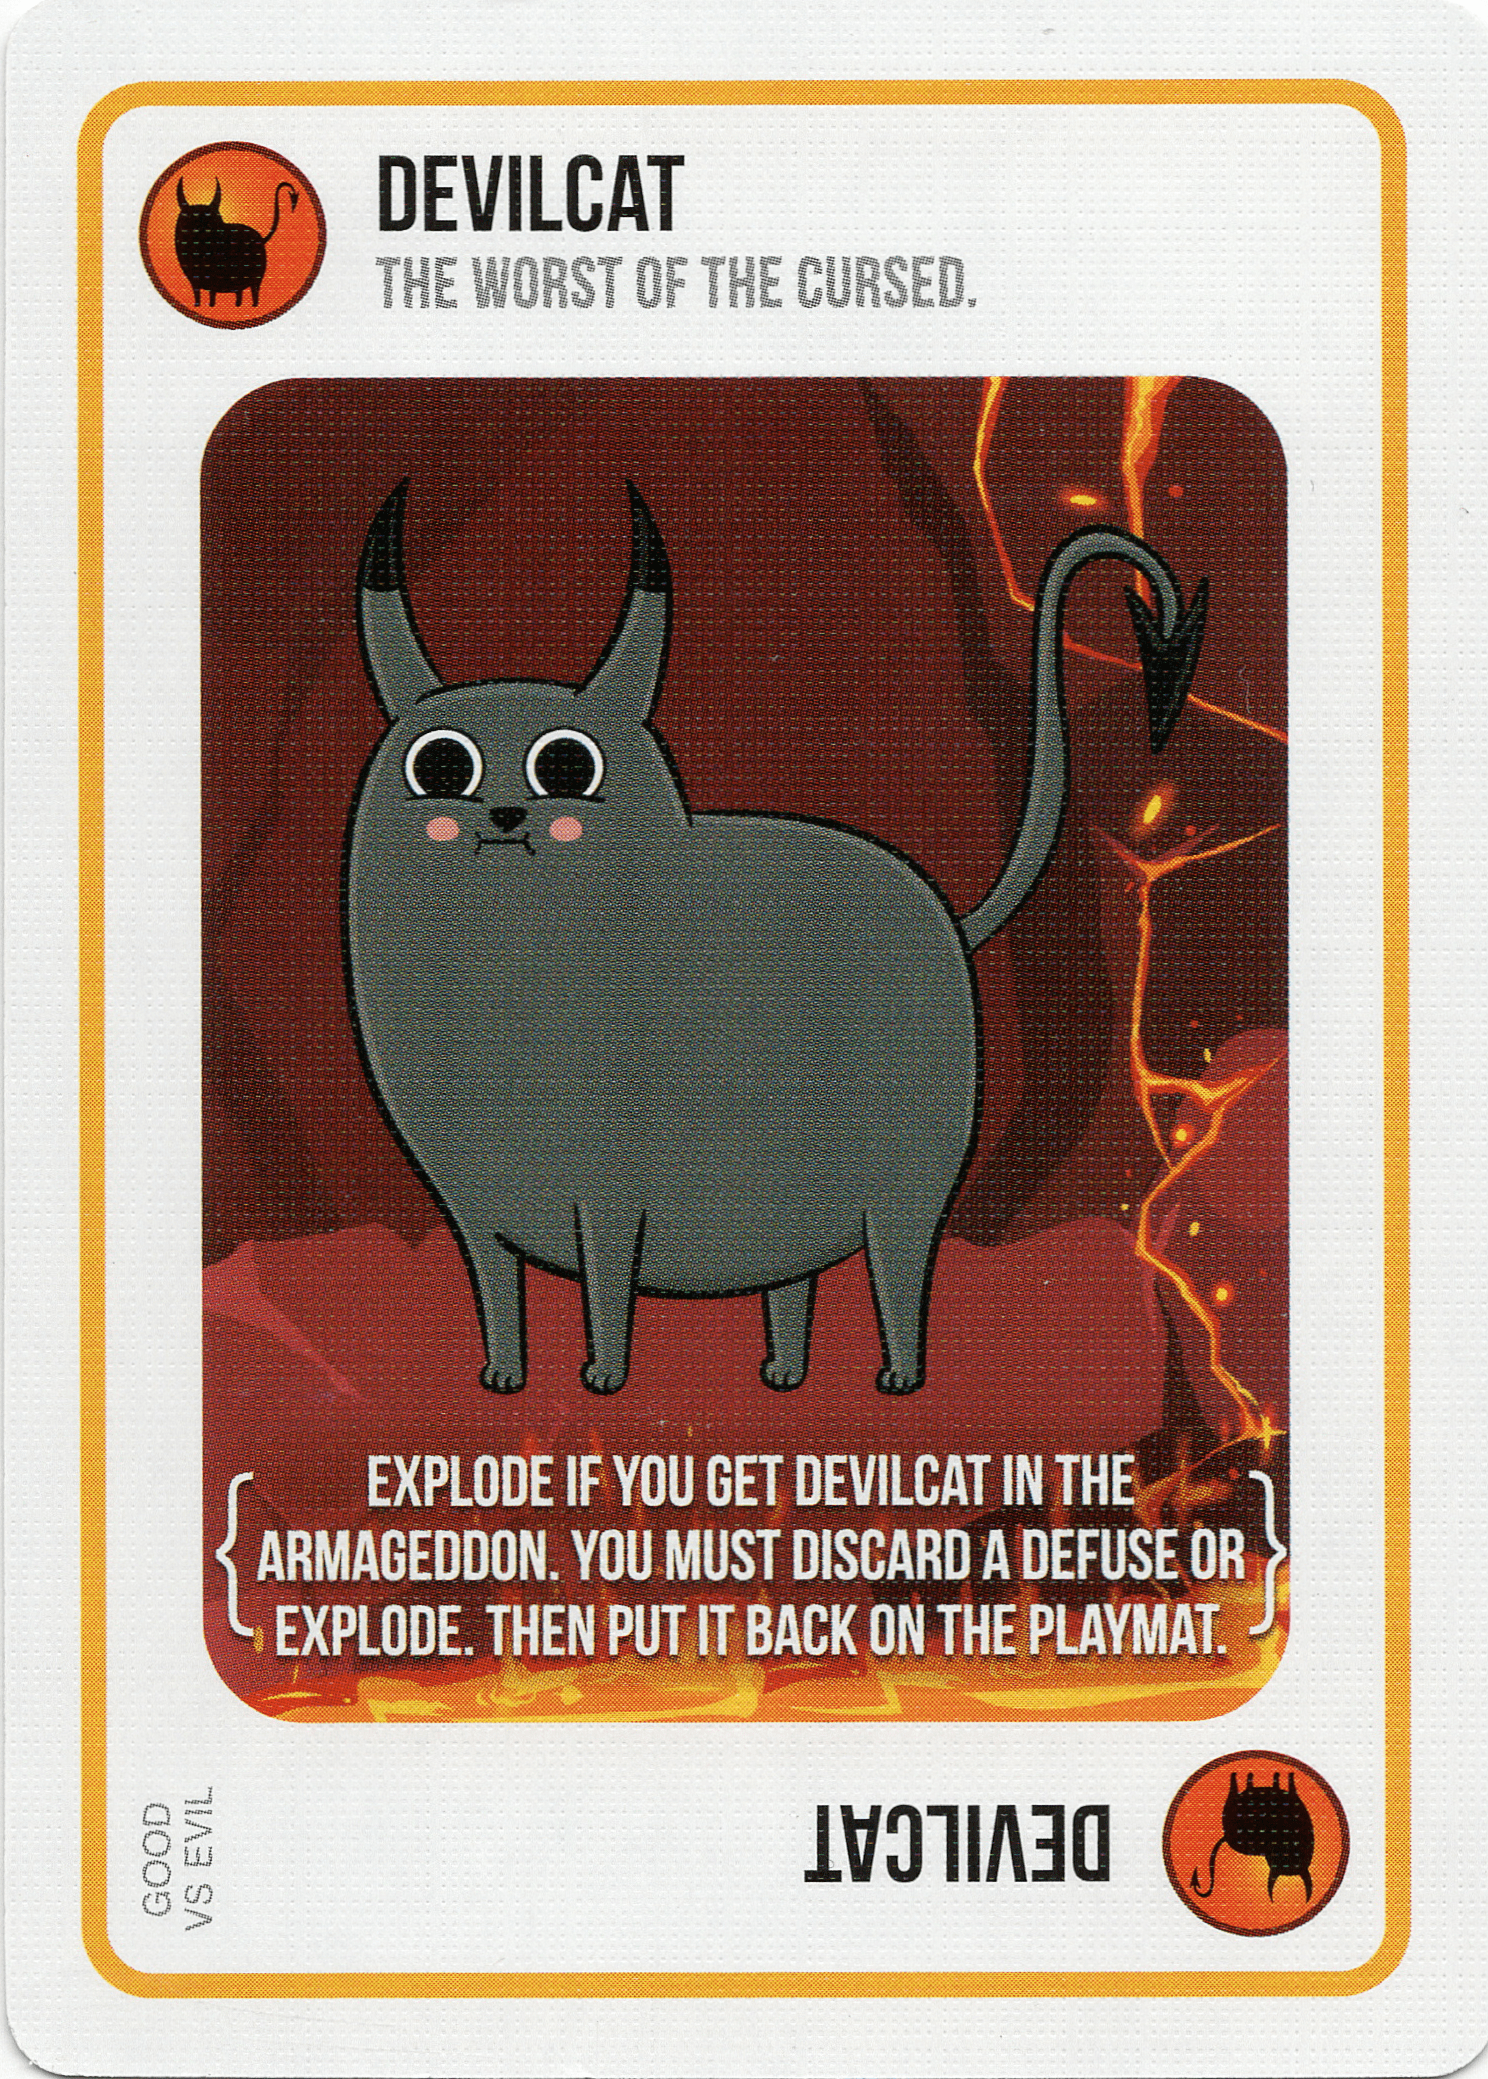 DEVILCAT
THE WORST OF THE CURSED.
EXPLODE IF YOU GET DEVILCAT IN THE
ARMAGEDDON. YOU MUST DISCARD A DEFUSE OR
EXPLODE. THEN PUT IT BACK ON THE PLAYMAT.
GOOD
VS EVIL
DEVILCAT